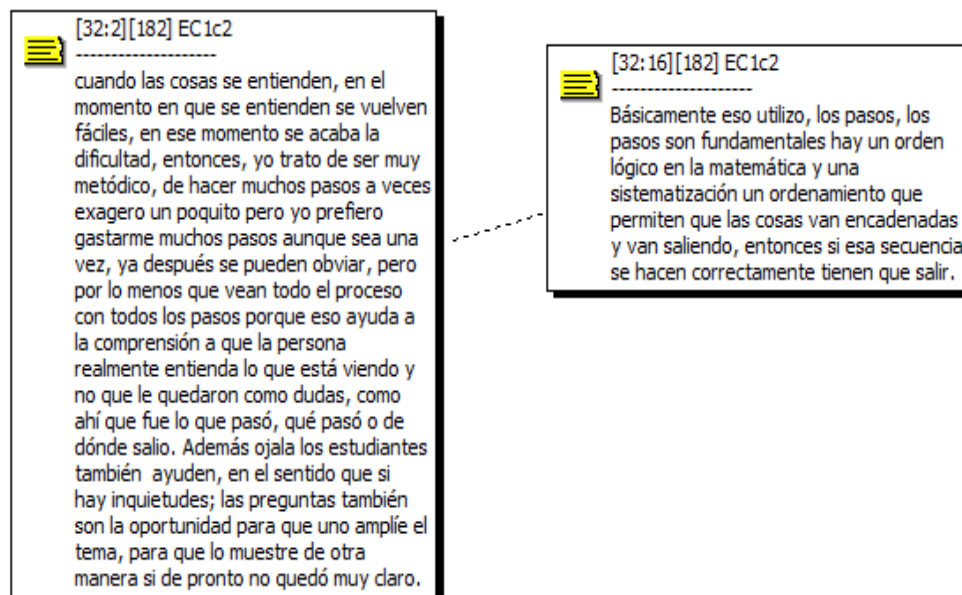 [32:2][182] EC1c2
--------------------
cuando las cosas se entienden, en el
momento en que se entienden se vuelven
fáciles, en ese momento se acaba la
dificultad, entonces, yo trato de ser muy
metódico, de hacer muchos pasos a veces
exagero un poquito pero yo prefiero
gastarme muchos pasos aunque sea una
vez, ya después se pueden obviar, pero
por lo menos que vean todo el proceso
con todos los pasos porque eso ayuda a
la comprensión a que la persona
realmente entienda lo que está viendo y
no que le quedaron como dudas, como
ahí que fue lo que pasó, qué pasó o de
dónde salio. Además ojala los estudiantes
también ayuden, en el sentido que si
hay inquietudes; las preguntas también
son la oportunidad para que uno amplíe el
tema, para que lo muestre de otra
manera si de pronto no quedó muy claro.
[32:16][182] EC1c2
--------------------
Básicamente eso utilizo, los pasos, los
pasos son fundamentales hay un orden
lógico en la matemática y una
sistematización un ordenamiento que
permiten que las cosas van encadenadas
y van saliendo, entonces si esa secuencia
se hacen correctamente tienen que salir.